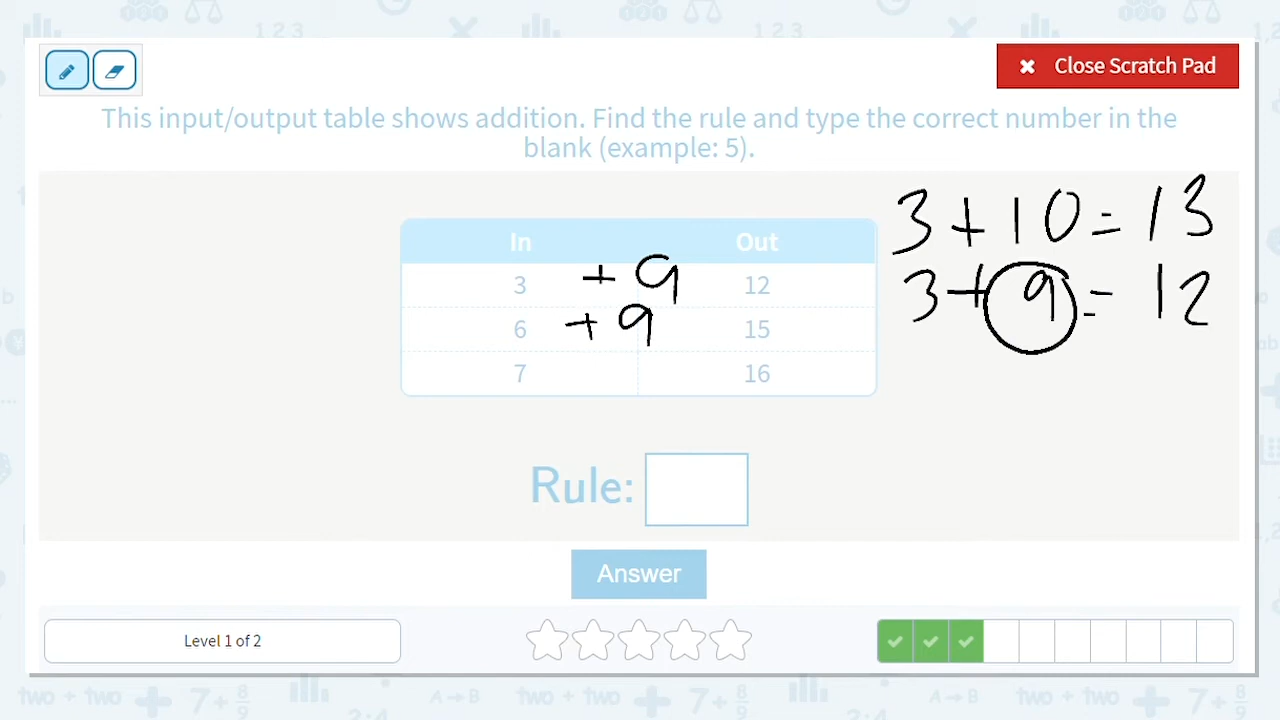 Close Scratch Pad
This input/output table shows addition. Find the rule and type the correct number in the
blank (example: 5).
3+10=13
3+9=12
In Out
3 +9 12
6 +9 15
7 16
Rule:
Answer
Level 1 of 2